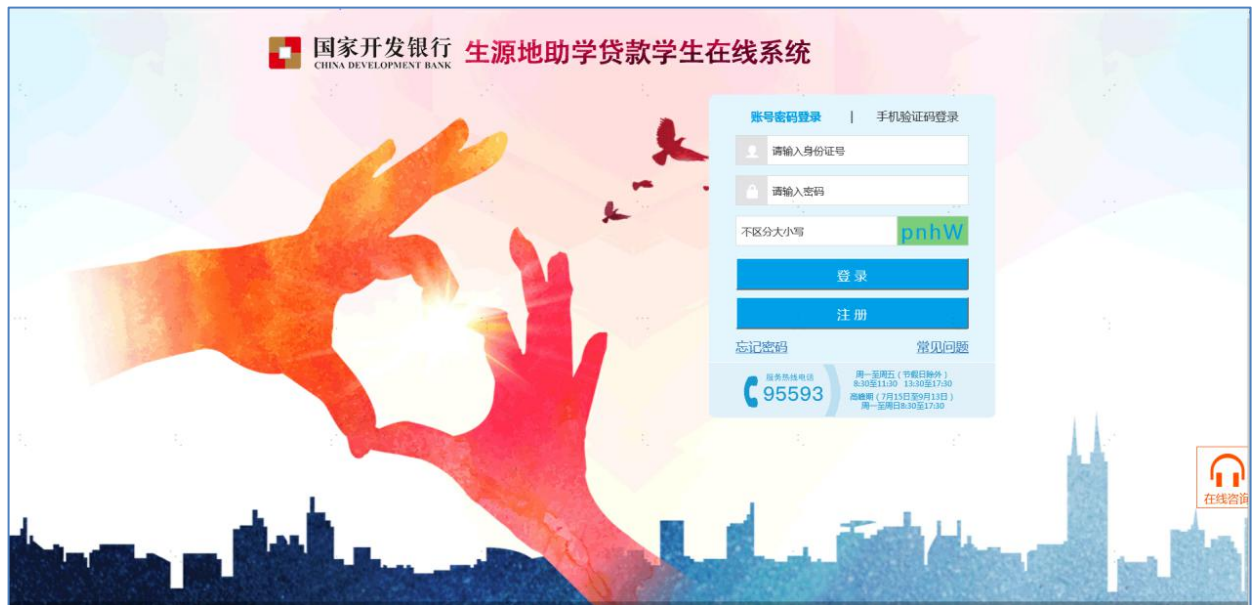 国家开发银行 生源地助学贷款学生在线系统
CHINA DEVELOPMENT BANK
账号密码登录 | 手机验证码登录
请输入身份证号
请输入密码
不区分大小写 pnhW
登 录
注 册
忘记密码 常见问题
服务热线电话
95593
周一至周五（节假日除外）
8:30至11:30 13:30至17:30
高峰期（7月15日至9月13日）
周一至周日8:30至17:30
在线咨询